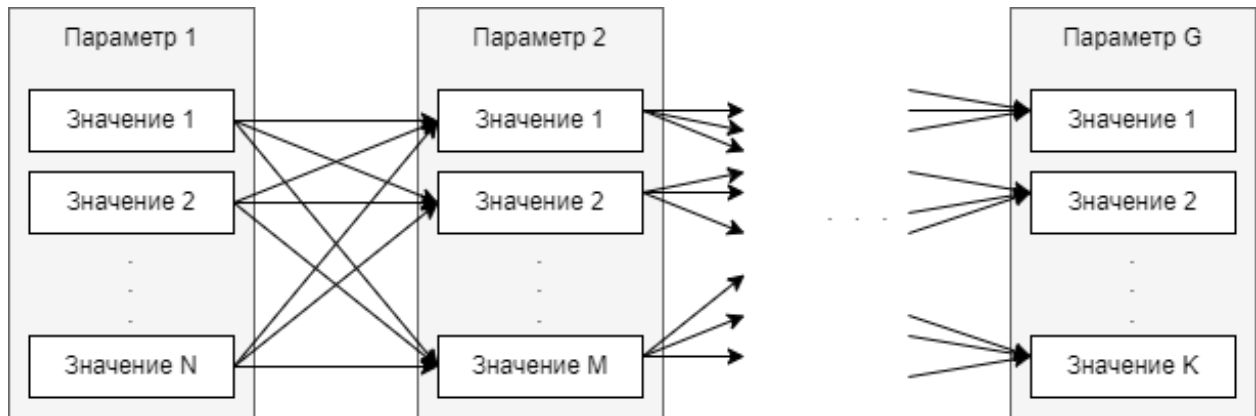 Параметр 1
Параметр 2
Параметр G
Значение 1
Значение 1
Значение 1
Значение 2
Значение 2
. . .
Значение 2
Значение N
Значение M
Значение K